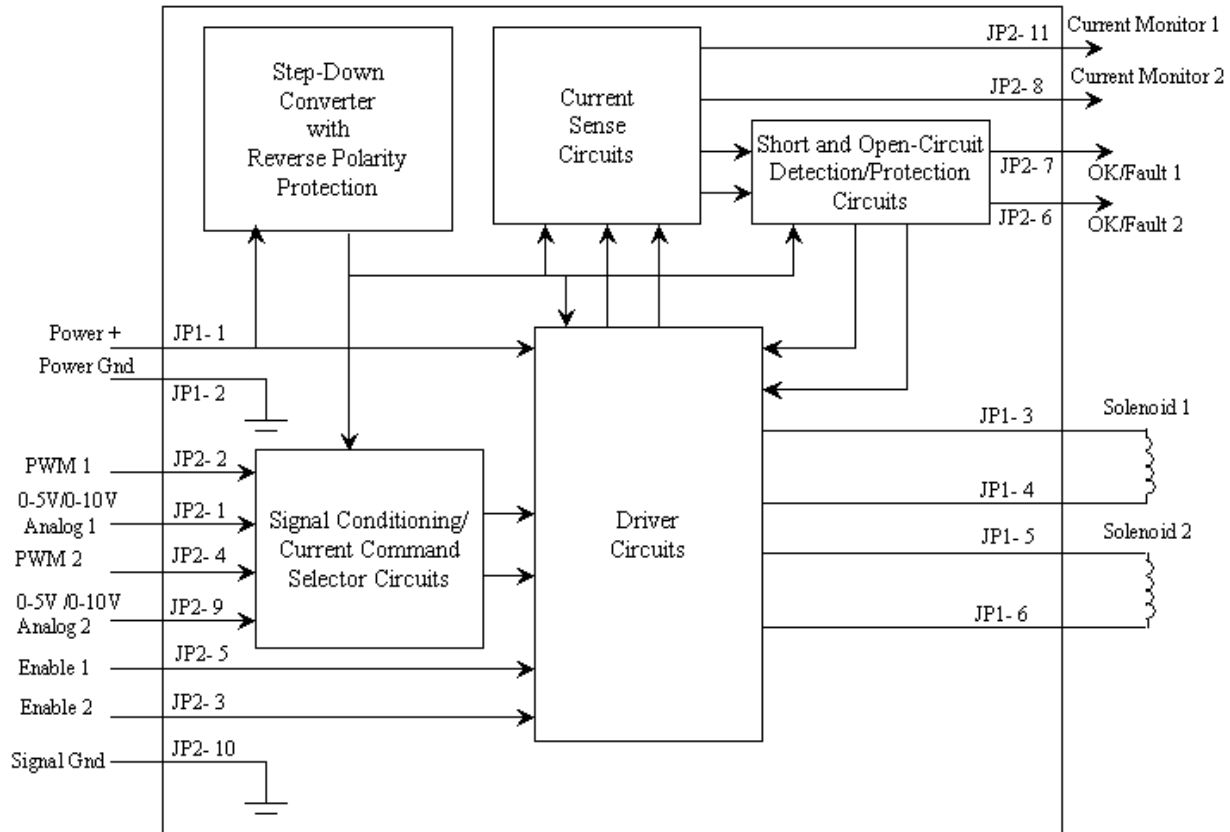 Step-Down
Converter
with
Reverse Polarity
Protection
Current
Sense
Circuits
JP2- 11
Current Monitor 1
JP2- 8
Current Monitor 2
Short and Open-Circuit
Detection/Protection
Circuits
JP2- 7
OK/Fault 1
JP2- 6
OK/Fault 2
Power +
JP1- 1
Power Gnd
JP1- 2
PWM 1
JP2- 2
0-5V/0-10V
Analog 1
JP2- 1
PWM 2
JP2- 4
0-5V /0-10V
Analog 2
JP2- 9
Enable 1
JP2- 5
Enable 2
JP2- 3
Signal Gnd
JP2- 10
Signal Conditioning/
Current Command
Selector Circuits
Driver
Circuits
JP1- 3
Solenoid 1
JP1- 4
JP1- 5
Solenoid 2
JP1- 6